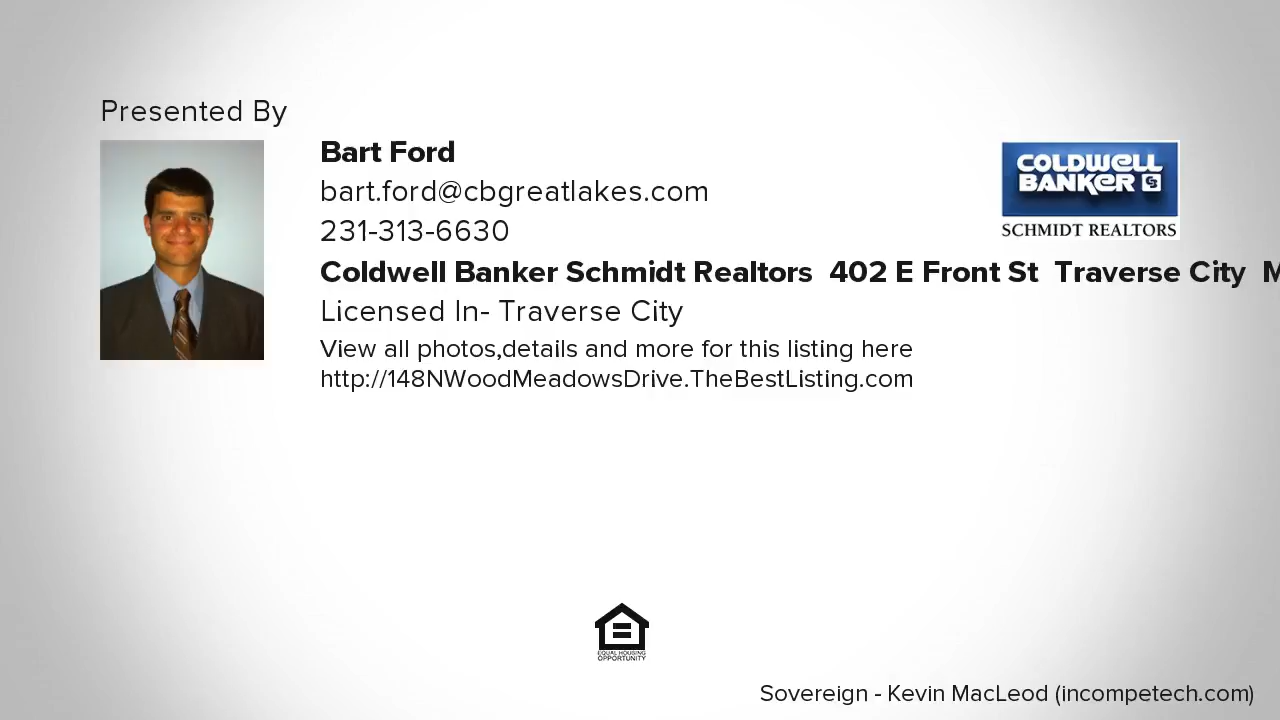 Presented By
Bart Ford
bart.ford@cbgreatlakes.com
231-313-6630
COLDWELL
BANKER CB
SCHMIDT REALTORS
Coldwell Banker Schmidt Realtors  402 E Front St  Traverse City  M
Licensed In- Traverse City
View all photos,details and more for this listing here
http://148NWoodMeadowsDrive.TheBestListing.com
EQUAL HOUSING
OPPORTUNITY
Sovereign - Kevin MacLeod (incompetech.com)